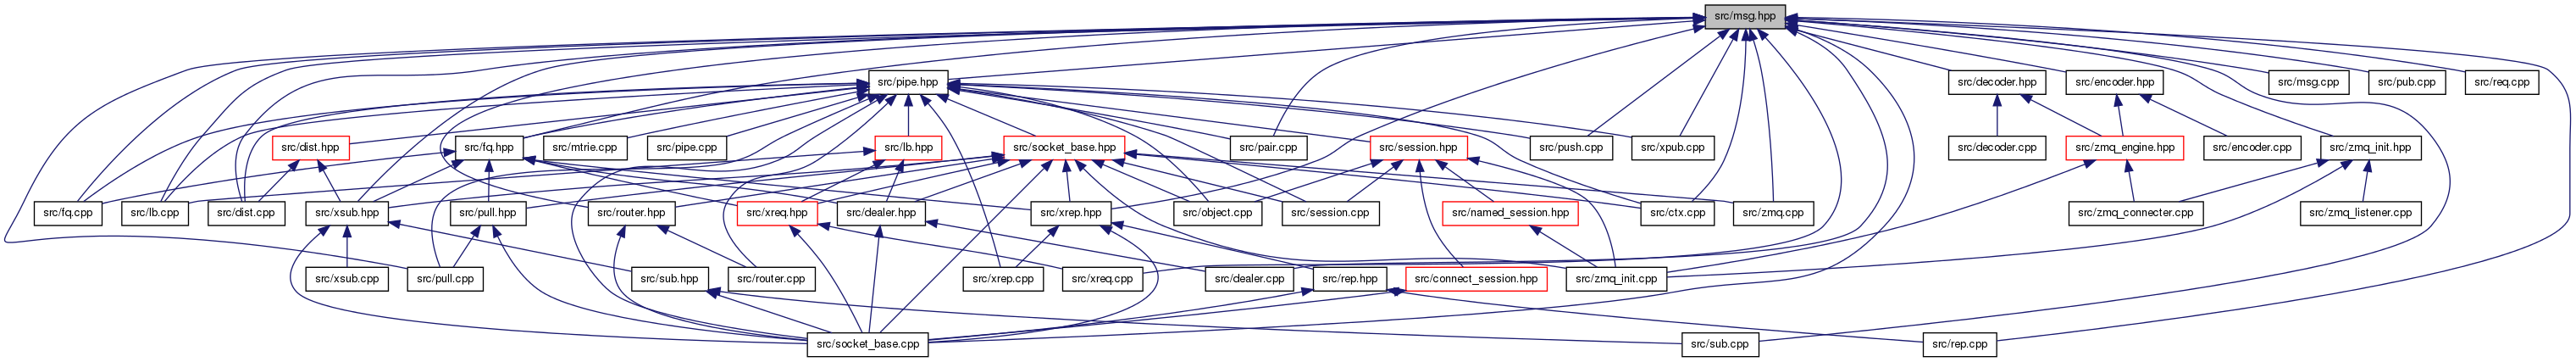 src/msg.hpp
src/pipe.hpp
src/decoder.hpp
src/encoder.hpp
src/msg.cpp
src/pub.cpp
src/req.cpp
src/dist.hpp
src/fq.hpp
src/mtrie.cpp
src/pipe.cpp
src/lb.hpp
src/socket_base.hpp
src/pair.cpp
src/session.hpp
src/push.cpp
src/xpub.cpp
src/decoder.cpp
src/zmq_engine.hpp
src/encoder.cpp
src/zmq_init.hpp
src/fq.cpp
src/lb.cpp
src/dist.cpp
src/xsub.hpp
src/pull.hpp
src/router.hpp
src/xreq.hpp
src/dealer.hpp
src/xrep.hpp
src/object.cpp
src/session.cpp
src/named_session.hpp
src/ctx.cpp
src/zmq.cpp
src/zmq_connecter.cpp
src/zmq_listener.cpp
src/xsub.cpp
src/pull.cpp
src/sub.hpp
src/router.cpp
src/xrep.cpp
src/xreq.cpp
src/dealer.cpp
src/rep.hpp
src/connect_session.hpp
src/zmq_init.cpp
src/socket_base.cpp
src/sub.cpp
src/rep.cpp